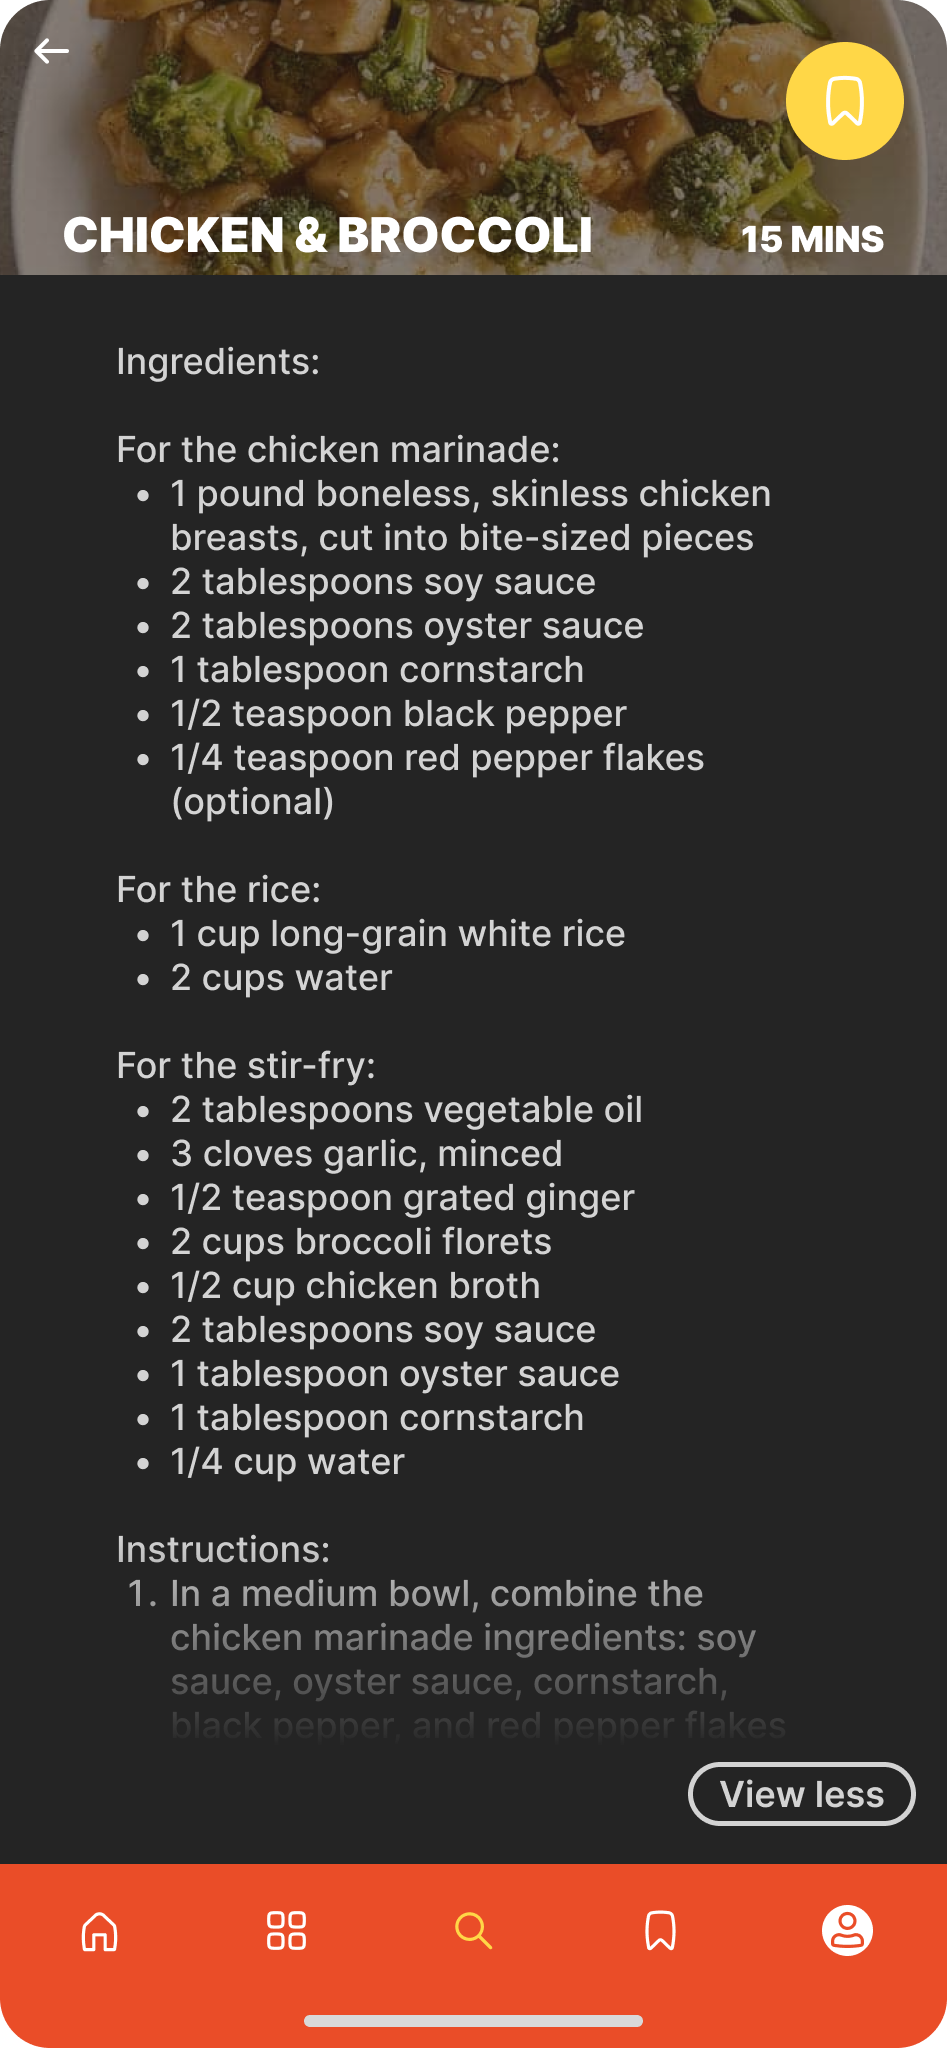 CHICKEN & BROCCOLI
15 MINS
Ingredients:
For the chicken marinade:
• 1 pound boneless, skinless chicken
breasts, cut into bite-sized pieces
• 2 tablespoons soy sauce
• 2 tablespoons oyster sauce
• 1 tablespoon cornstarch
• 1/2 teaspoon black pepper
• 1/4 teaspoon red pepper flakes
(optional)
For the rice:
• 1 cup long-grain white rice
• 2 cups water
For the stir-fry:
• 2 tablespoons vegetable oil
• 3 cloves garlic, minced
• 1/2 teaspoon grated ginger
• 2 cups broccoli florets
• 1/2 cup chicken broth
• 2 tablespoons soy sauce
• 1 tablespoon oyster sauce
• 1 tablespoon cornstarch
• 1/4 cup water
Instructions:
1. In a medium bowl, combine the
chicken marinade ingredients: soy
sauce, oyster sauce, cornstarch,
black pepper, and red pepper flakes
View less